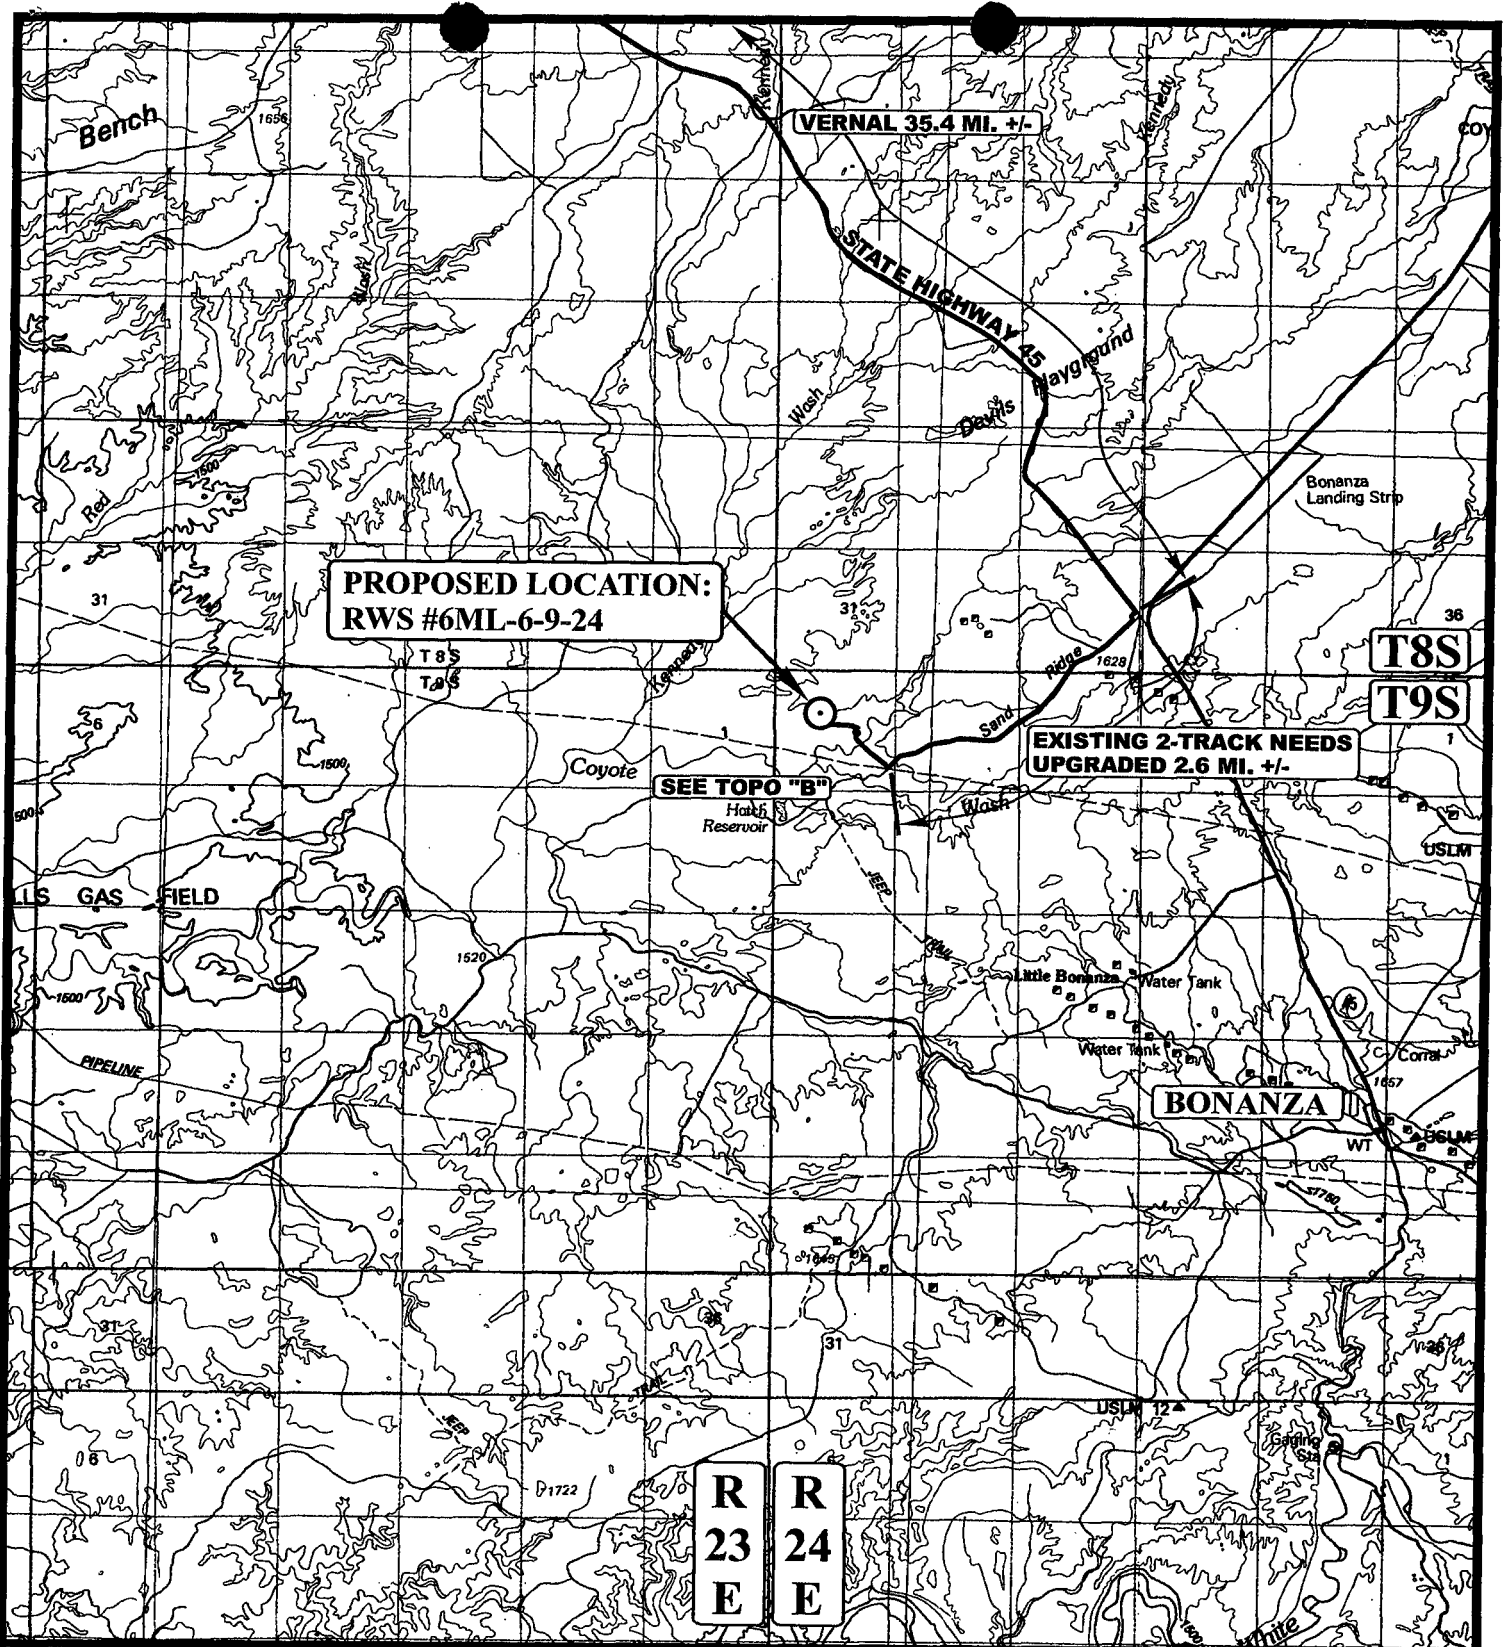 Bench
1656
Kennedy
Kennedy
VERNAL 35.4 MI. +/-
Wash
STATE HIGHWAY 45
Playground
Devils
Wash
1500
Red
Bonanza
Landing Strip
PROPOSED LOCATION:
RWS #6ML-6-9-24
31
31
36
T8S
T 8 S
T 9 S
Kennedy
Ridge
1628
T9S
6
1
Sand
1
EXISTING 2-TRACK NEEDS
UPGRADED 2.6 MI. +/-
1500
Coyote
SEE TOPO "B"
Hatch
Reservoir
Wash
USLM
JEEP
TRAIL
GAS FIELD
1520
1500
Little Bonanza
Water Tank
Water Tank
Corral
PIPELINE
1657
BONANZA
WT
USLM
31
36
31
TRAIL
JEEP
USLM 12
Gaging
Sta
6
1
1722
R
23
E
R
24
E
White